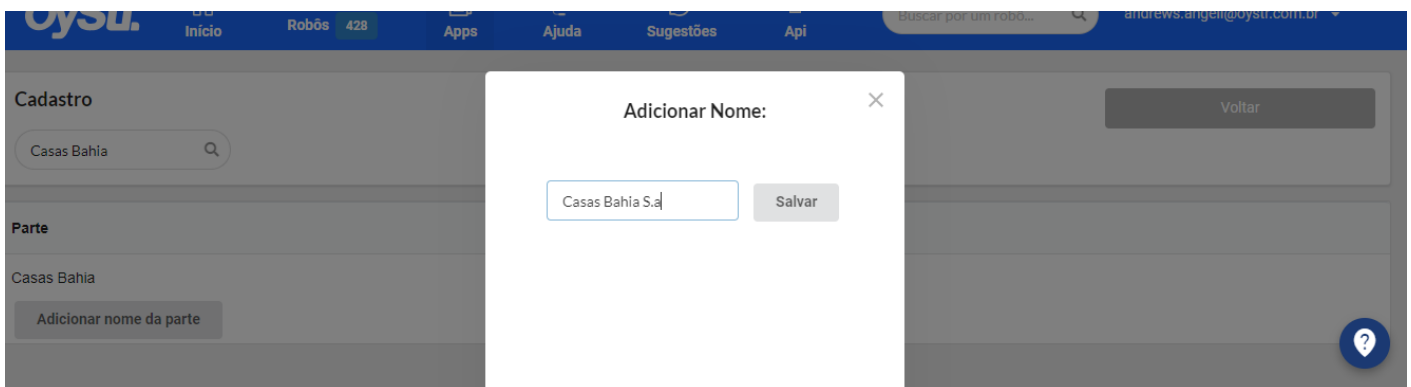 oystr.
Início
Robôs 428
Apps
Ajuda
Sugestões
Api
Buscar por um robô...
andrews.angeli@oystr.com.br
Cadastro
Casas Bahia
Adicionar Nome:
Voltar
Casas Bahia S.a
Salvar
Parte
Casas Bahia
Adicionar nome da parte
?